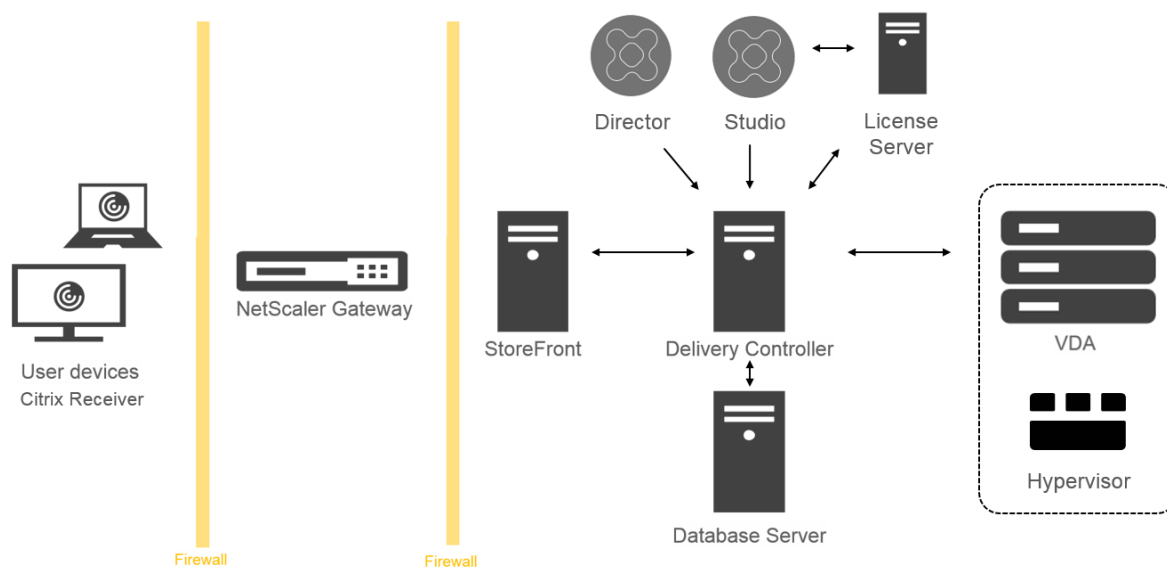 Director
Studio
License
Server
NetScaler Gateway
User devices
Citrix Receiver
StoreFront
Delivery Controller
VDA
Hypervisor
Database Server
Firewall
Firewall